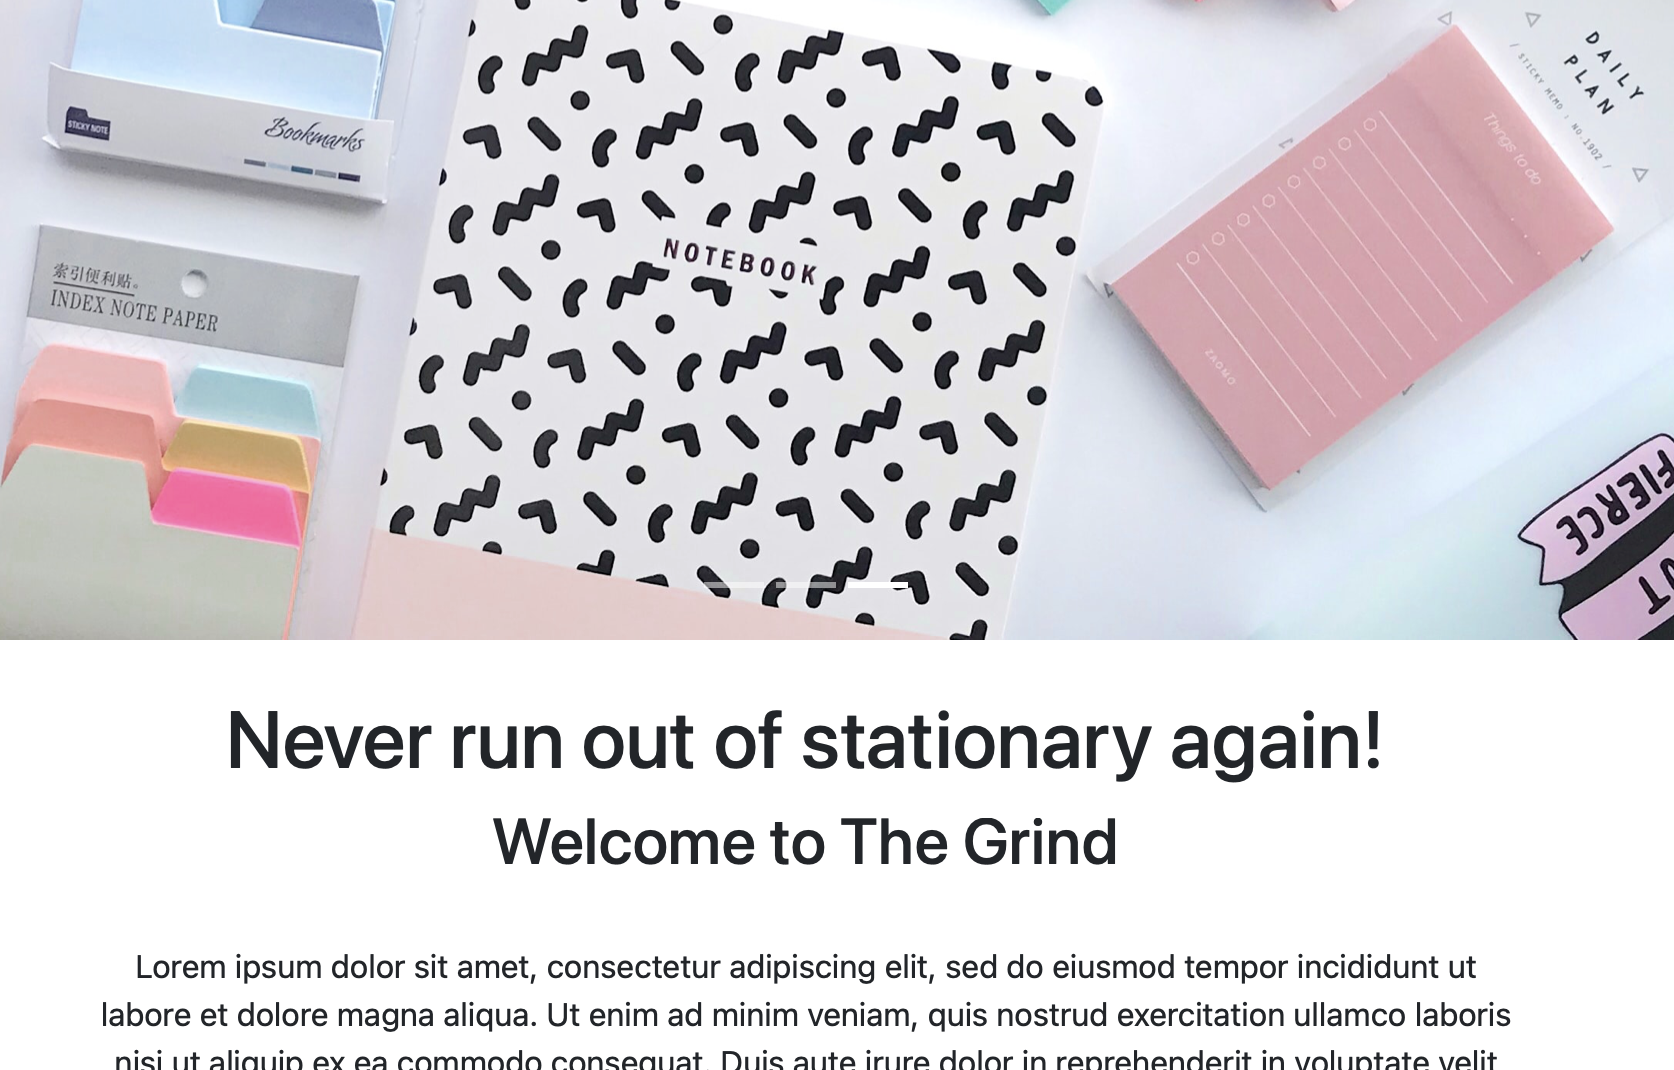 STICKY NOTE
Bookmarks
索引便利贴。
INDEX NOTE PAPER
NOTEBOOK
DAILY
PLAN
/ STICKY MEMO : NO.1902 /
Things to do
ZAOMO
FIERCE
Never run out of stationary again!
Welcome to The Grind
Lorem ipsum dolor sit amet, consectetur adipiscing elit, sed do eiusmod tempor incididunt ut
labore et dolore magna aliqua. Ut enim ad minim veniam, quis nostrud exercitation ullamco laboris
nisi ut aliquip ex ea commodo consequat. Duis aute irure dolor in reprehenderit in voluptate velit